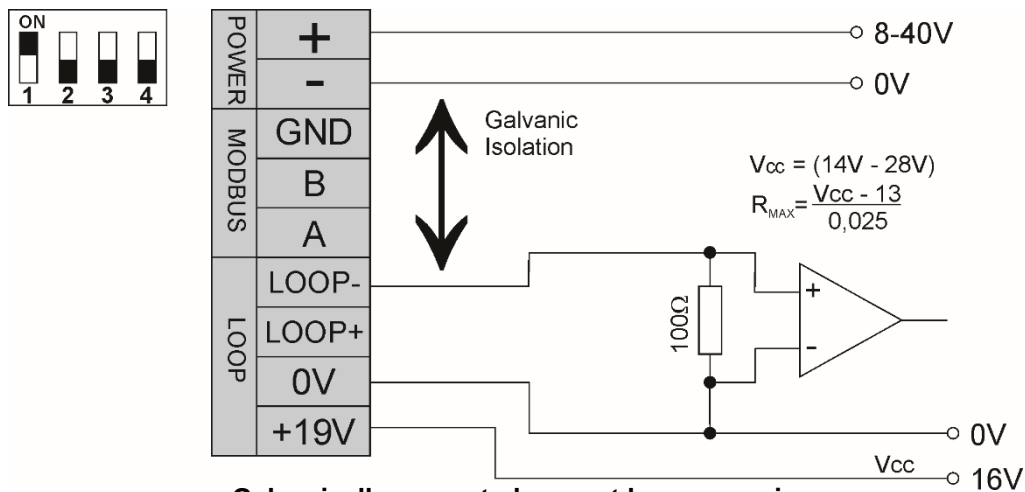 ON
1 2 3 4
POWER
+
-
MODBUS
GND
B
A
LOOP
LOOP-
LOOP+
0V
+19V
8-40V
0V
Galvanic
Isolation
Vcc = (14V - 28V)
RMAX= Vcc - 13
0,025
100Ω
+
-
0V
Vcc
16V